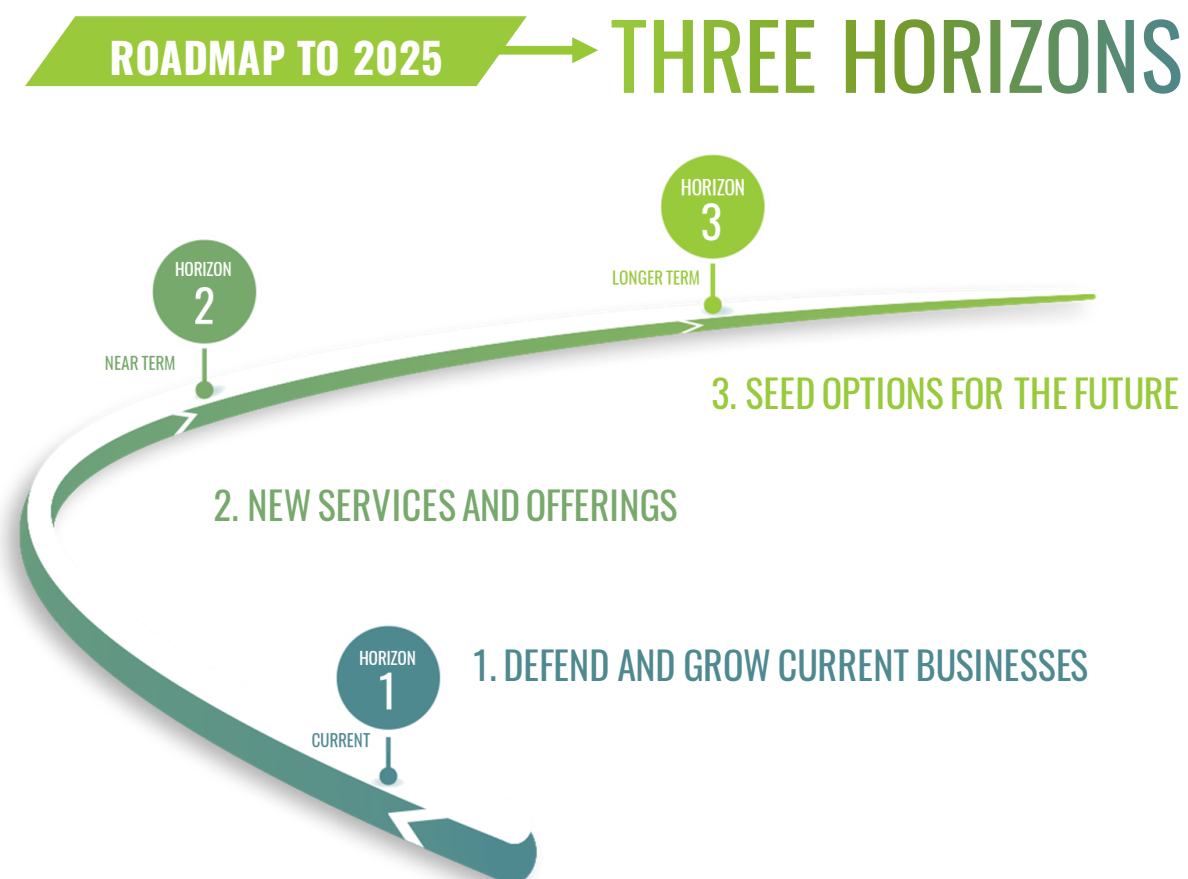 ROADMAP TO 2025
THREE HORIZONS
HORIZON
3
LONGER TERM
HORIZON
2
NEAR TERM
3. SEED OPTIONS FOR THE FUTURE
2. NEW SERVICES AND OFFERINGS
HORIZON
1
1. DEFEND AND GROW CURRENT BUSINESSES
CURRENT